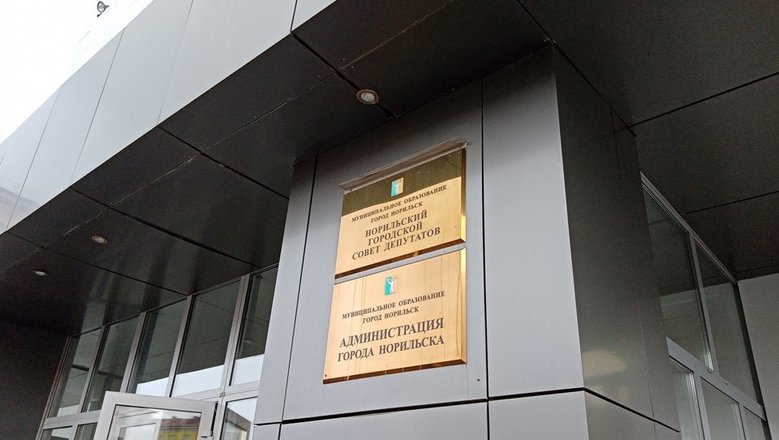 МУНИЦИПАЛЬНОЕ ОБРАЗОВАНИЕ
ГОРОД НОРИЛЬСК
НОРИЛЬСКИЙ
ГОРОДСКОЙ
СОВЕТ ДЕПУТАТОВ
МУНИЦИПАЛЬНОЕ ОБРАЗОВАНИЕ
ГОРОД НОРИЛЬСК
АДМИНИСТРАЦИЯ
ГОРОДА НОРИЛЬСКА